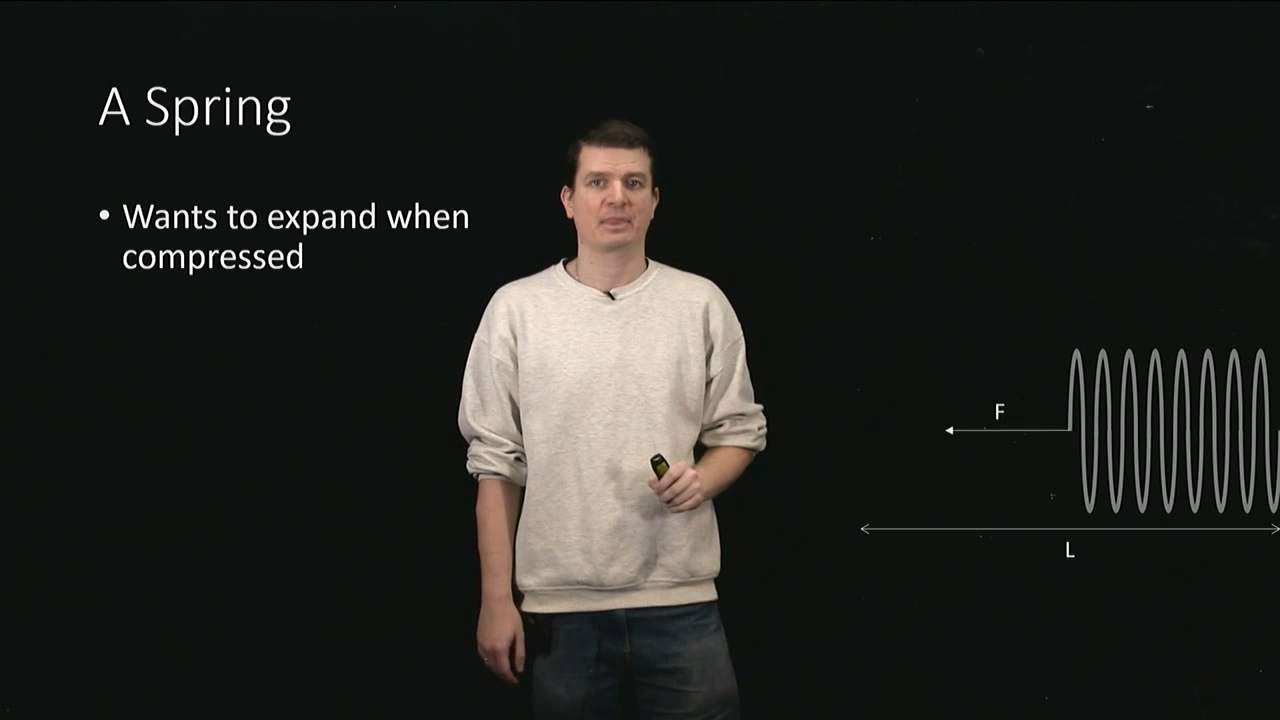 A Spring
• Wants to expand when
compressed
F
L